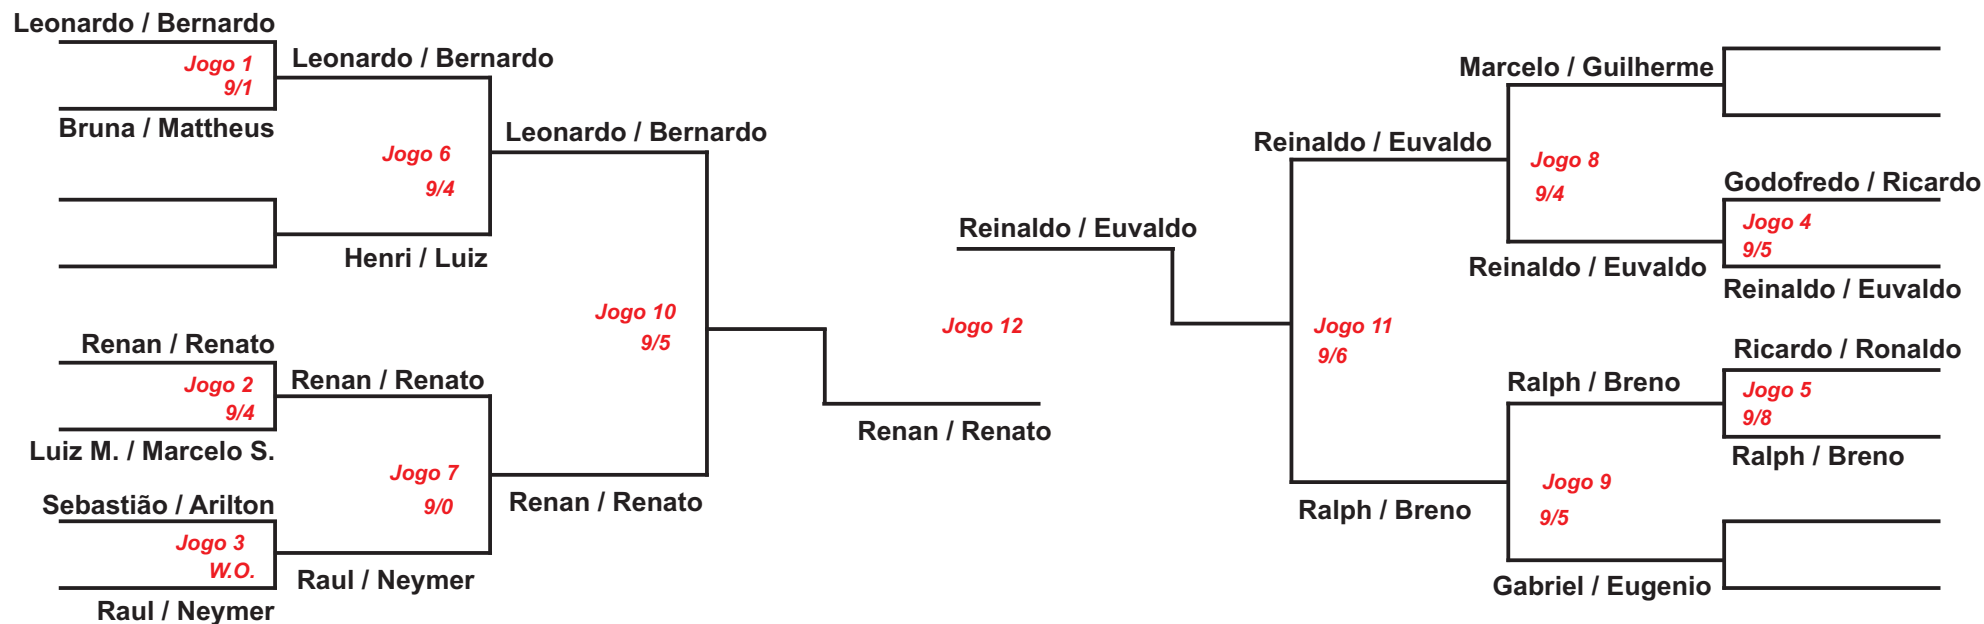 Leonardo / Bernardo
Jogo 1
9/1
Bruna / Mattheus
Leonardo / Bernardo
Jogo 6
9/4
Henri / Luiz
Leonardo / Bernardo
Renan / Renato
Jogo 2
9/4
Luiz M. / Marcelo S.
Renan / Renato
Jogo 7
9/0
Sebastião / Arilton
Jogo 3
W.O.
Raul / Neymer
Raul / Neymer
Renan / Renato
Jogo 10
9/5
Reinaldo / Euvaldo
Jogo 12
Renan / Renato
Reinaldo / Euvaldo
Jogo 11
9/6
Ralph / Breno
Marcelo / Guilherme
Jogo 8
9/4
Reinaldo / Euvaldo
Godofredo / Ricardo
Jogo 4
9/5
Reinaldo / Euvaldo
Ricardo / Ronaldo
Jogo 5
9/8
Ralph / Breno
Ralph / Breno
Jogo 9
9/5
Gabriel / Eugenio